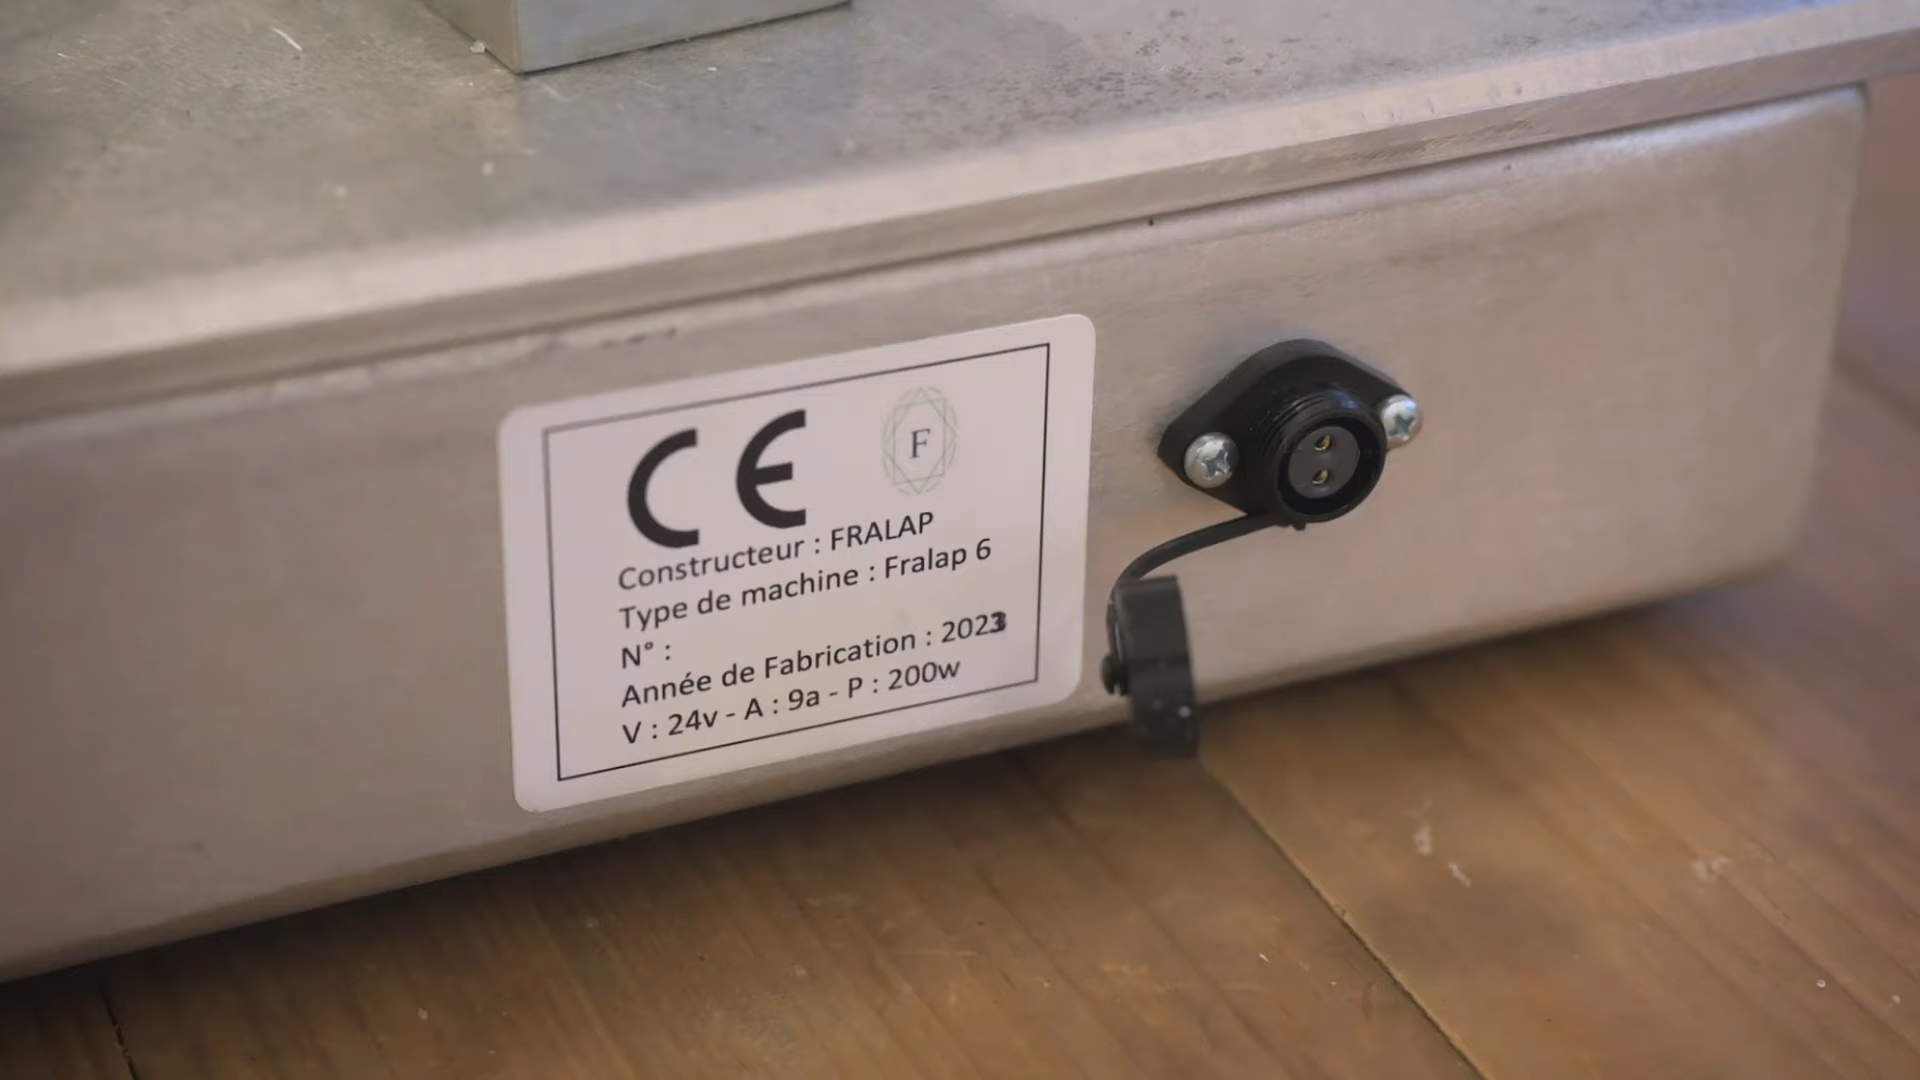 CE
F
Constructeur : FRALAP
Type de machine : Fralap 6
N° :
Année de Fabrication : 2023
V : 24v - A : 9a - P : 200w